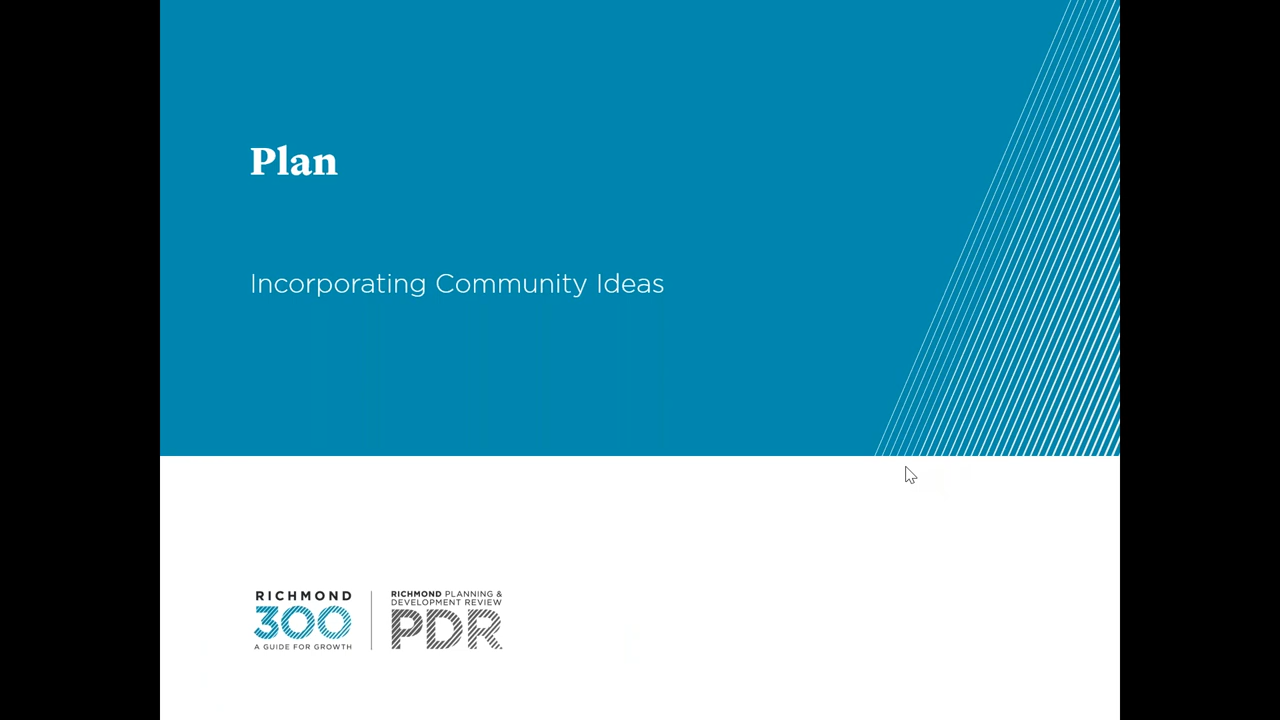 Plan
Incorporating Community Ideas
RICHMOND
300
A GUIDE FOR GROWTH
RICHMOND PLANNING &
DEVELOPMENT REVIEW
PDR